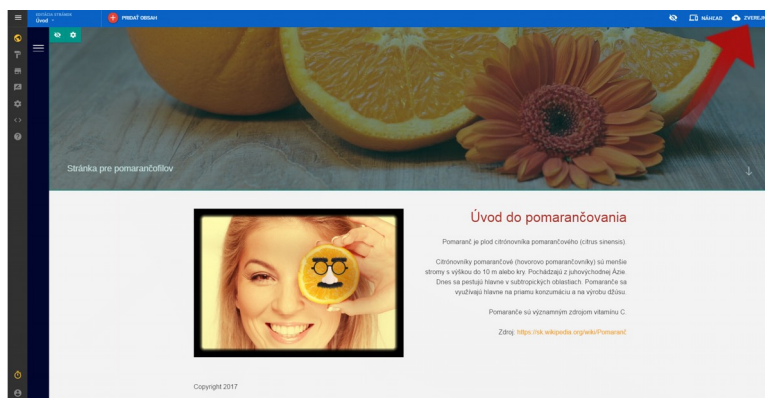 EDITÁCIA STRÁNKY
Úvod
PRIDAŤ OBSAH
NÁHĽAD
ZVEREJN
Stránka pre pomarančofilov
Úvod do pomarančovania
Pomaranč je plod citrónovníka pomarančového (citrus sinensis).
Citrónovníky pomarančové (hovorovo pomarančovníky) sú menšie
stromy s výškou do 10 m alebo kry. Pochádzajú z juhovýchodnej Ázie.
Dnes sa pestujú hlavne v subtropických oblastiach. Pomaranče sa
využívajú hlavne na priamu konzumáciu a na výrobu džúsu.
Pomaranče sú významným zdrojom vitamínu C.
Zdroj: https://sk.wikipedia.org/wiki/Pomaranč
Copyright 2017